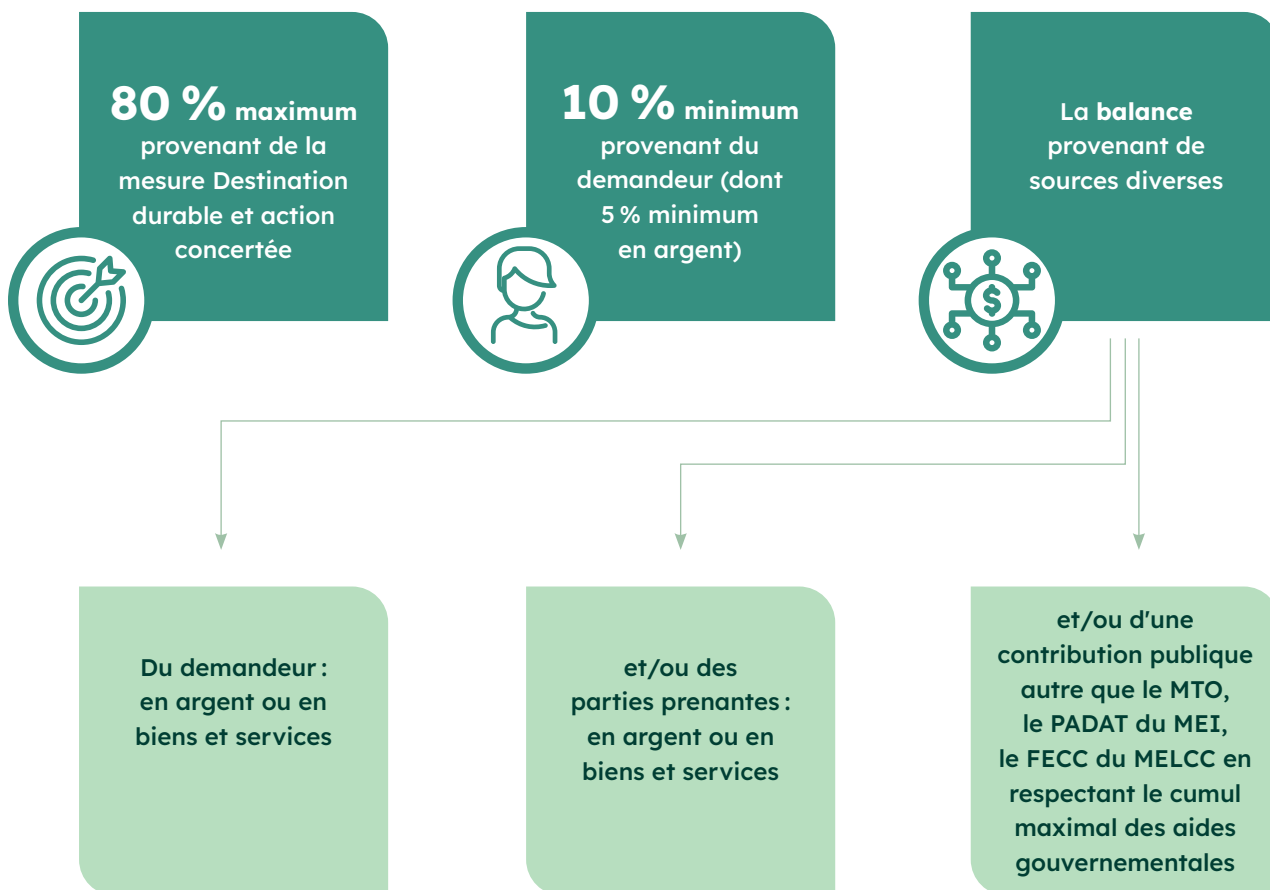 80 % maximum
provenant de la
mesure Destination
durable et action
concertée
10 % minimum
provenant du
demandeur (dont
5 % minimum
en argent)
La balance
provenant de
sources diverses
$
Du demandeur :
en argent ou en
biens et services
et/ou des
parties prenantes :
en argent ou en
biens et services
et/ou d'une
contribution publique
autre que le MTO,
le PADAT du MEI,
le FECC du MELCC en
respectant le cumul
maximal des aides
gouvernementales